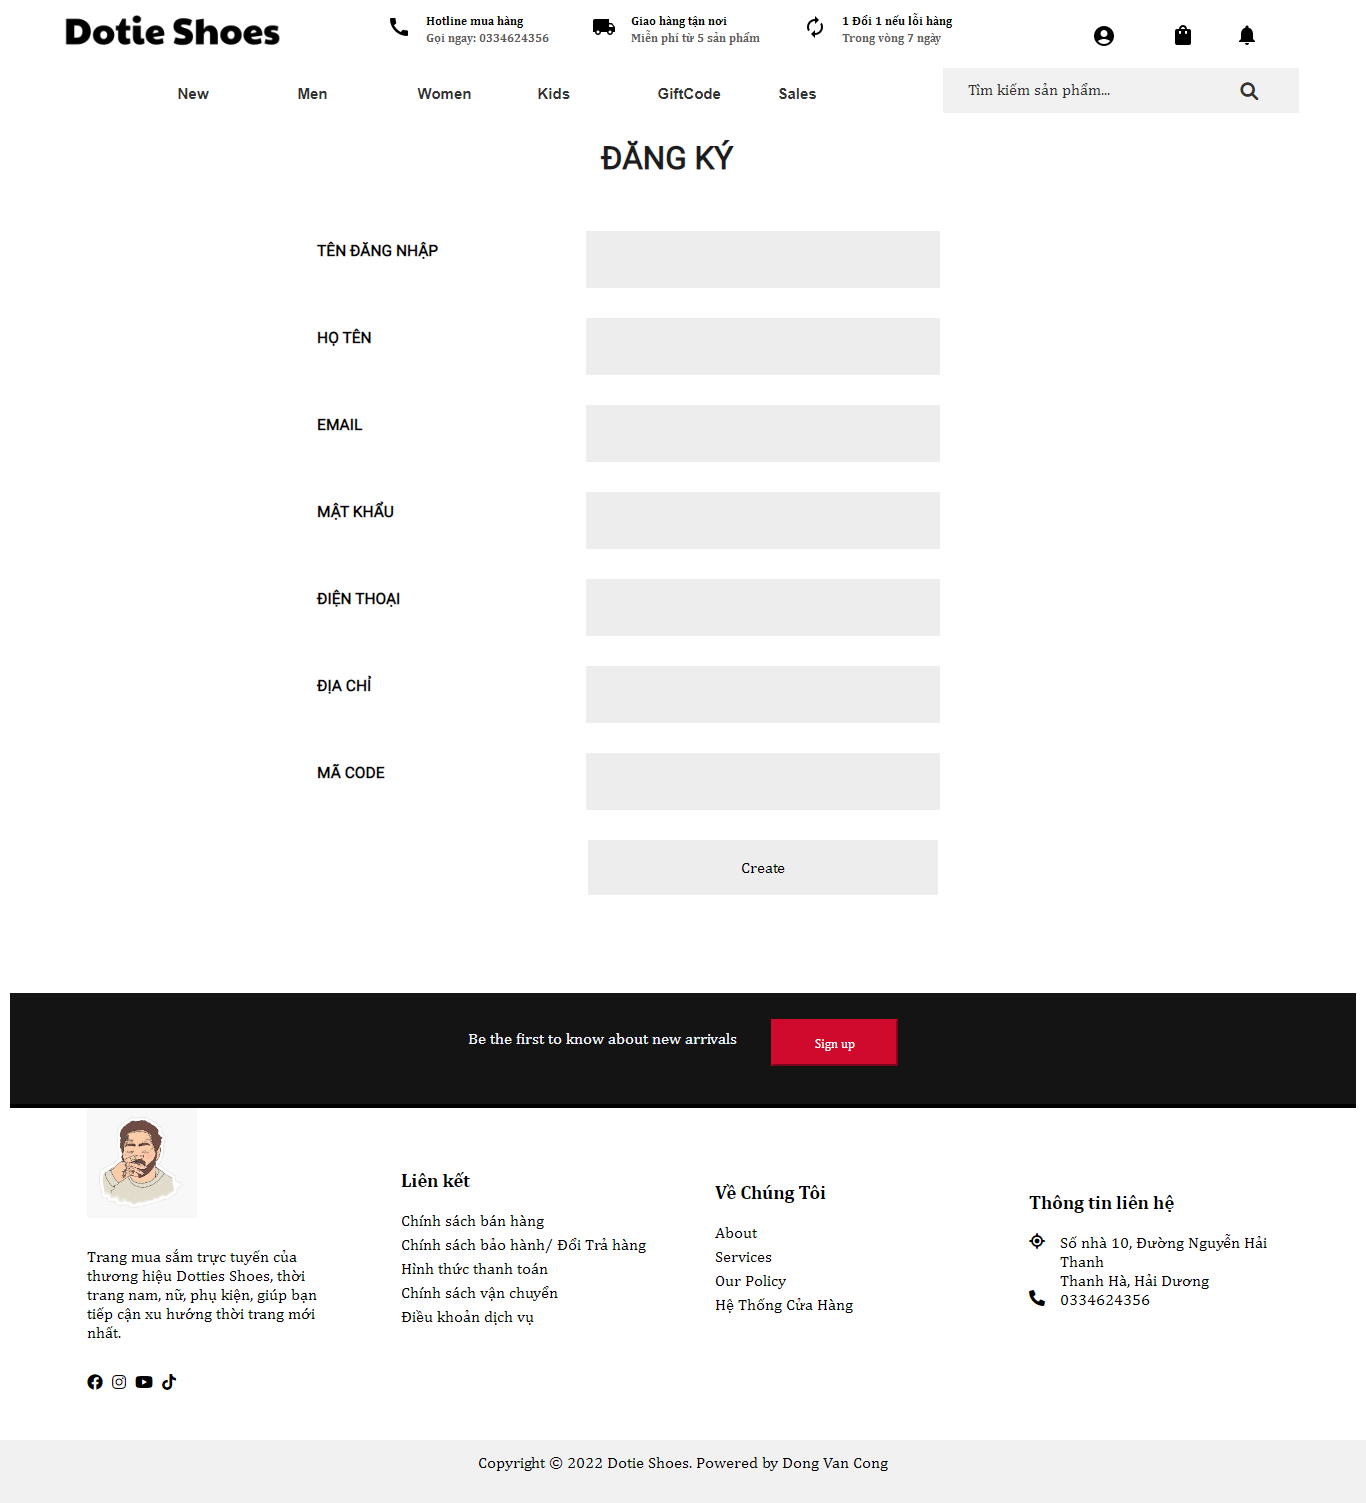 Dotie Shoes
Hotline mua hàng
Gọi ngay: 0334624356
Giao hàng tận nơi
Miễn phí từ 5 sản phẩm
1 Đổi 1 nếu lỗi hàng
Trong vòng 7 ngày
New
Men
Women
Kids
GiftCode
Sales
Tìm kiếm sản phẩm...
ĐĂNG KÝ
TÊN ĐĂNG NHẬP
HỌ TÊN
EMAIL
MẬT KHẨU
ĐIỆN THOẠI
ĐỊA CHỈ
MÃ CODE
Create
Be the first to know about new arrivals
Sign up
Trang mua sắm trực tuyến của
thương hiệu Dotties Shoes, thời
trang nam, nữ, phụ kiện, giúp bạn
tiếp cận xu hướng thời trang mới
nhất.
Liên kết
Chính sách bán hàng
Chính sách bảo hành/ Đổi Trả hàng
Hình thức thanh toán
Chính sách vận chuyển
Điều khoản dịch vụ
Về Chúng Tôi
About
Services
Our Policy
Hệ Thống Cửa Hàng
Thông tin liên hệ
Số nhà 10, Đường Nguyễn Hải
Thanh
Thanh Hà, Hải Dương
0334624356
Copyright © 2022 Dotie Shoes. Powered by Dong Van Cong